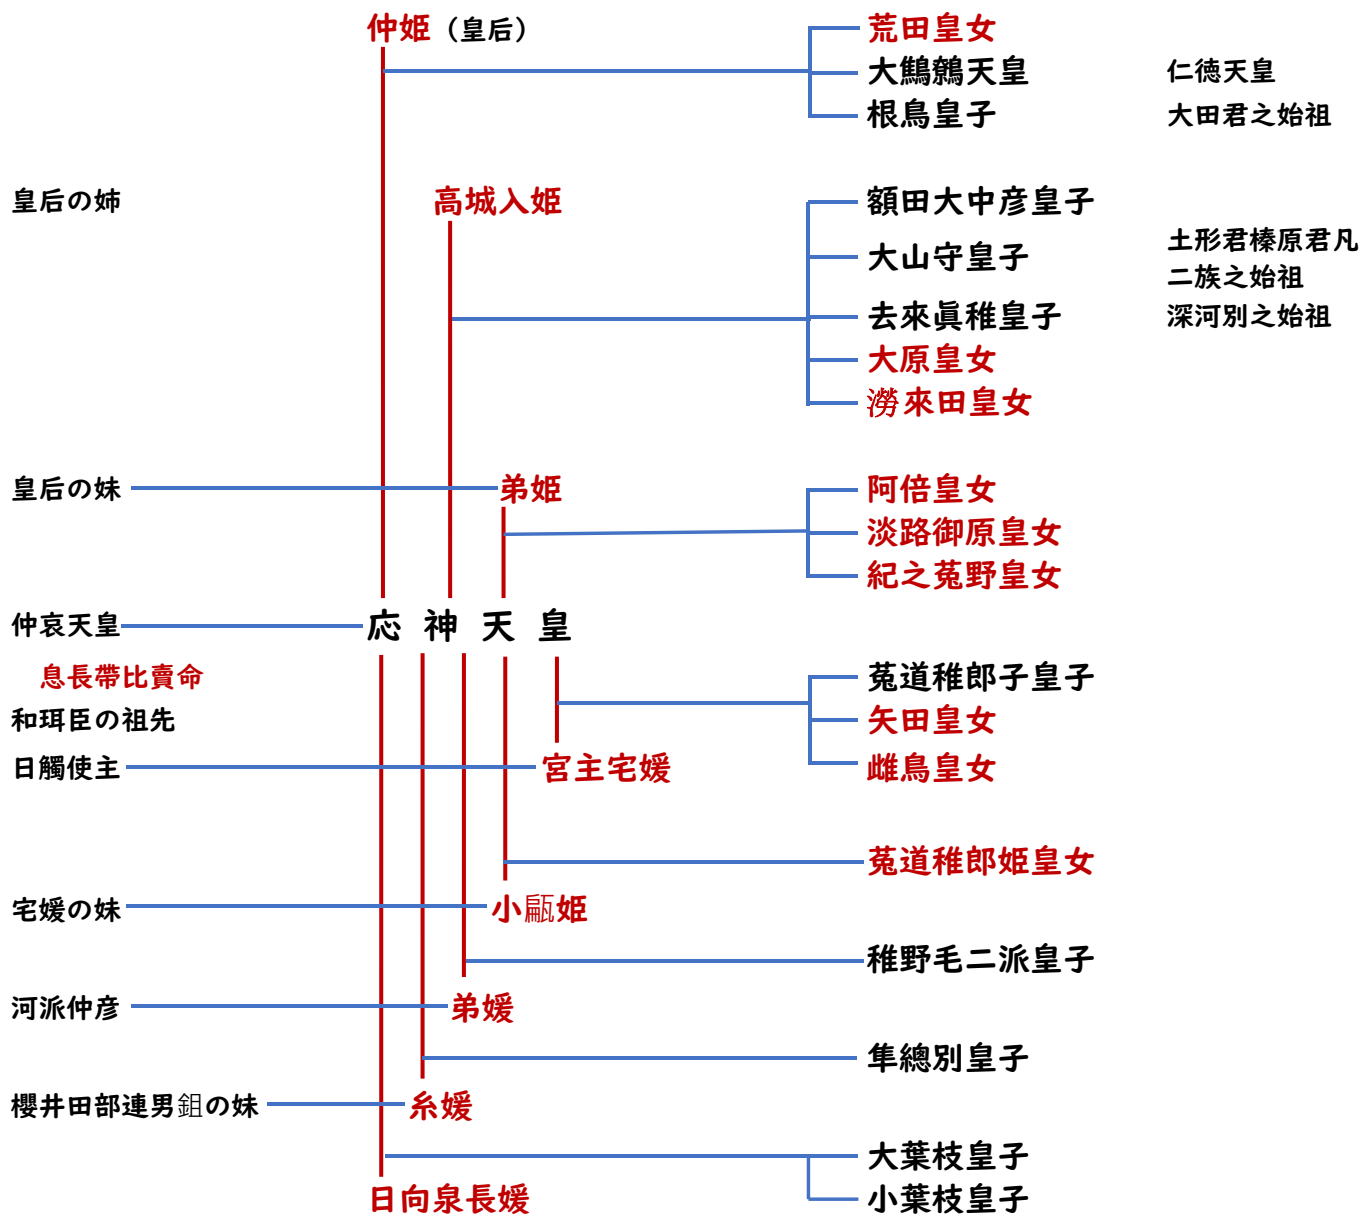 仲姫（皇后）
荒田皇女
大鷦鷯天皇
仁徳天皇
根鳥皇子
大田君之始祖
皇后の姉
高城入姫
額田大中彦皇子
大山守皇子
土形君榛原君凡
二族之始祖
去來眞稚皇子
深河別之始祖
大原皇女
澇來田皇女
皇后の妹
弟姫
阿倍皇女
淡路御原皇女
紀之菟野皇女
仲哀天皇
応神天皇
息長帶比賣命
和珥臣の祖先
日觸使主
宮主宅媛
菟道稚郎子皇子
矢田皇女
雌鳥皇女
菟道稚郎姫皇女
宅媛の妹
小甂姫
稚野毛二派皇子
河派仲彦
弟媛
隼總別皇子
櫻井田部連男鉏の妹
糸媛
大葉枝皇子
小葉枝皇子
日向泉長媛